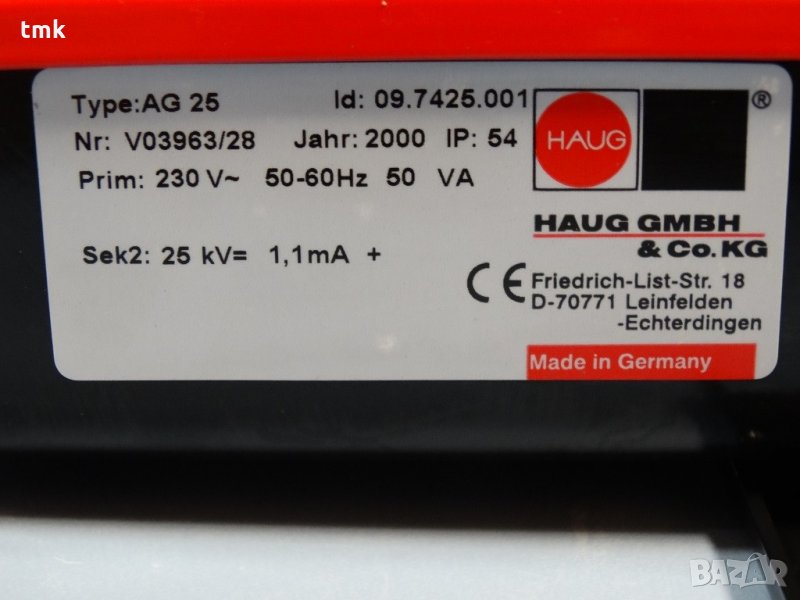 tmk
Type:AG 25 Id: 09.7425.001
Nr: V03963/28 Jahr: 2000 IP: 54
Prim: 230 V~ 50-60Hz 50 VA
Sek2: 25 kV= 1,1mA +
HAUG ®
HAUG GMBH
& Co. KG
CE Friedrich-List-Str. 18
D-70771 Leinfelden
-Echterdingen
Made in Germany
BAZAR